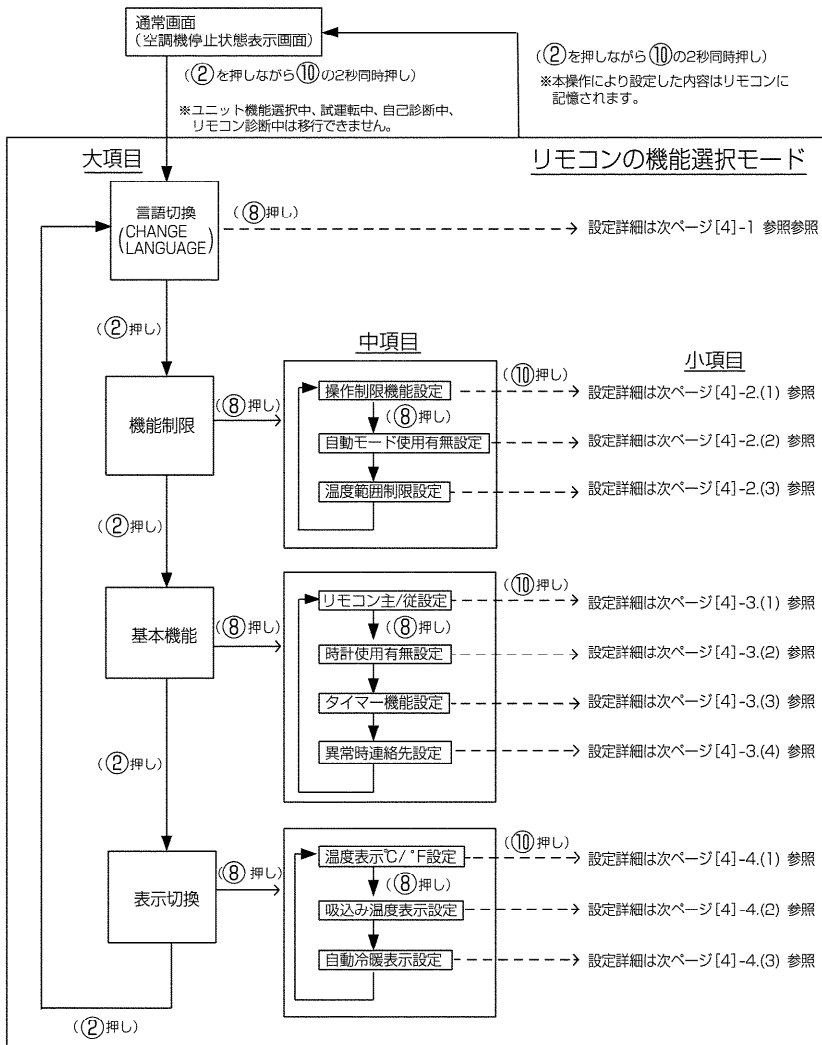 通常画面
(空調機停止状態表示画面)
(②を押しながら⑩の2秒同時押し)
※ユニット機能選択中、試運転中、自己診断中、
リモコン診断中は移行できません。
(②を押しながら⑩の2秒同時押し)
※本操作により設定した内容はリモコンに
記憶されます。
大項目
リモコンの機能選択モード
言語切換
(CHANGE
LANGUAGE)
(⑧押し)
設定詳細は次ページ[4]-1 参照参照
(②押し)
中項目
小項目
機能制限
(⑧押し)
操作制限機能設定
(⑩押し)
設定詳細は次ページ[4]-2.(1) 参照
(⑧押し)
自動モード使用有無設定
設定詳細は次ページ[4]-2.(2) 参照
温度範囲制限設定
設定詳細は次ページ[4]-2.(3) 参照
(②押し)
基本機能
(⑧押し)
リモコン主/従設定
(⑩押し)
設定詳細は次ページ[4]-3.(1) 参照
(⑧押し)
時計使用有無設定
設定詳細は次ページ[4]-3.(2) 参照
タイマー機能設定
設定詳細は次ページ[4]-3.(3) 参照
異常時連絡先設定
設定詳細は次ページ[4]-3.(4) 参照
(②押し)
表示切換
(⑧押し)
温度表示℃/°F設定
(⑩押し)
設定詳細は次ページ[4]-4.(1) 参照
(⑧押し)
吸込み温度表示設定
設定詳細は次ページ[4]-4.(2) 参照
自動冷暖表示設定
設定詳細は次ページ[4]-4.(3) 参照
(②押し)